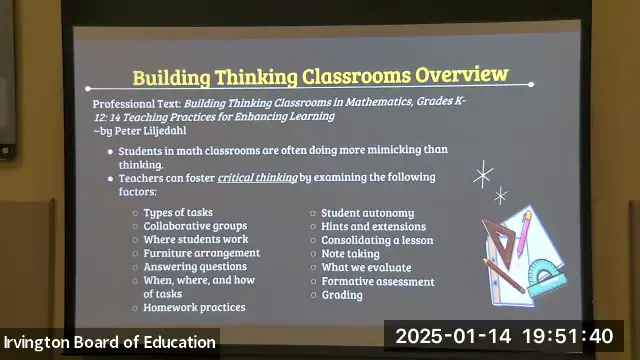 Building Thinking Classrooms Overview
Professional Text: Building Thinking Classrooms in Mathematics, Grades K-
12: 14 Teaching Practices for Enhancing Learning
~by Peter Liljedahl
● Students in math classrooms are often doing more mimicking than
thinking.
● Teachers can foster critical thinking by examining the following
factors:
○ Types of tasks
○ Collaborative groups
○ Where students work
○ Furniture arrangement
○ Answering questions
○ When, where, and how
of tasks
○ Homework practices
○ Student autonomy
○ Hints and extensions
○ Consolidating a lesson
○ Note taking
○ What we evaluate
○ Formative assessment
○ Grading
Irvington Board of Education
2025-01-14 19:51:40